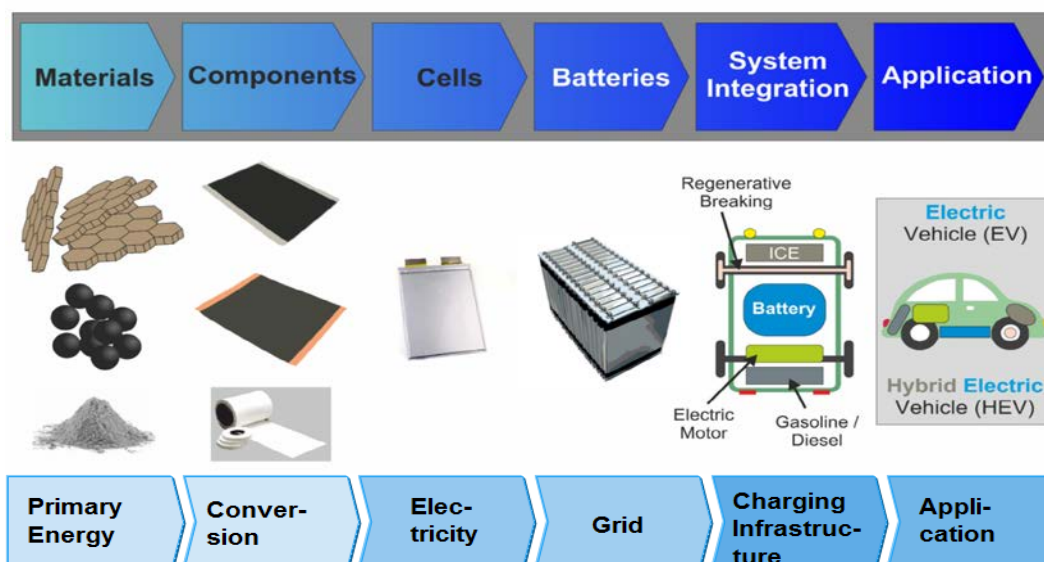 Materials
Components
Cells
Batteries
System
Integration
Application
Regenerative
Breaking
ICE
Battery
Electric
Motor
Gasoline /
Diesel
Electric
Vehicle (EV)
Hybrid Electric
Vehicle (HEV)
Primary
Energy
Conver-
sion
Elec-
tricity
Grid
Charging
Infrastruc-
ture
Appli-
cation